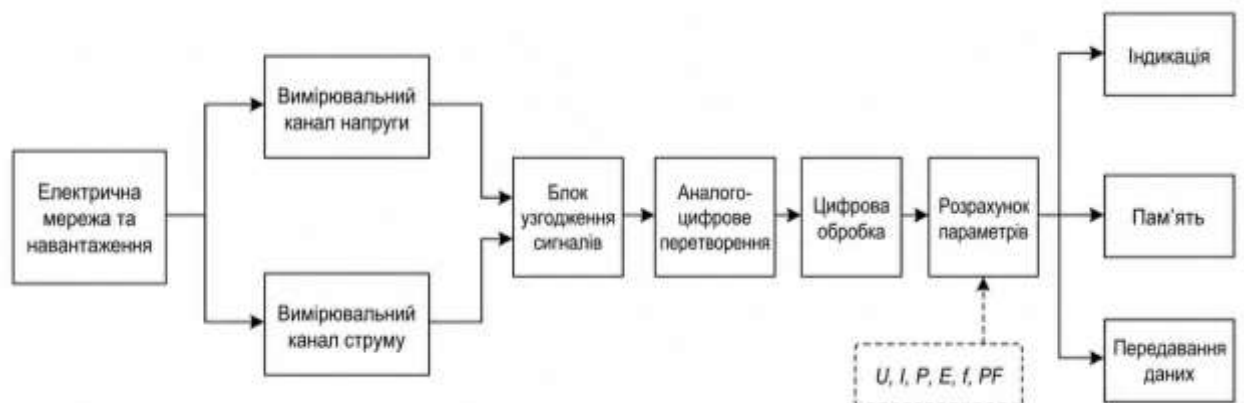 Електрична
мережа та
навантаження
Вимірювальний
канал напруги
Вимірювальний
канал струму
Блок
узгодження
сигналів
Аналого-
цифрове
перетворення
Цифрова
обробка
Розрахунок
параметрів
U, I, P, E, f, PF
Індикація
Пам’ять
Передавання
даних